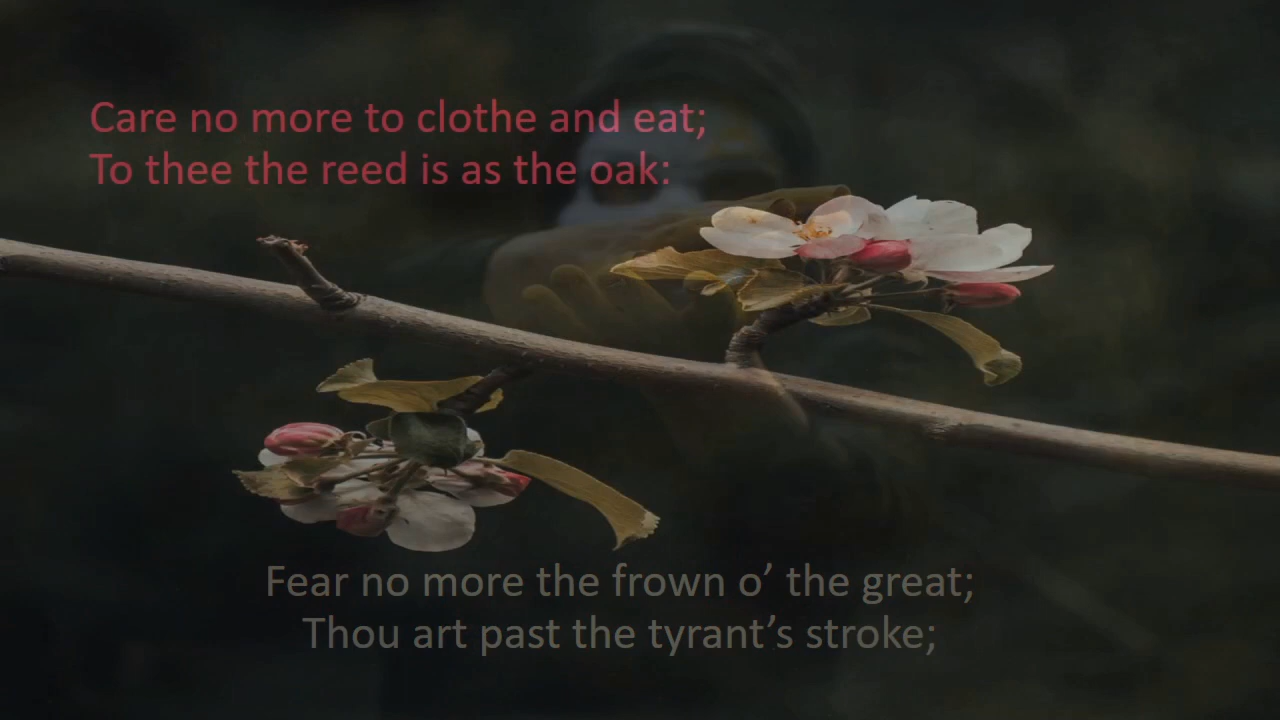 Care no more to clothe and eat;
To thee the reed is as the oak:
Fear no more the frown o’ the great;
Thou art past the tyrant’s stroke;